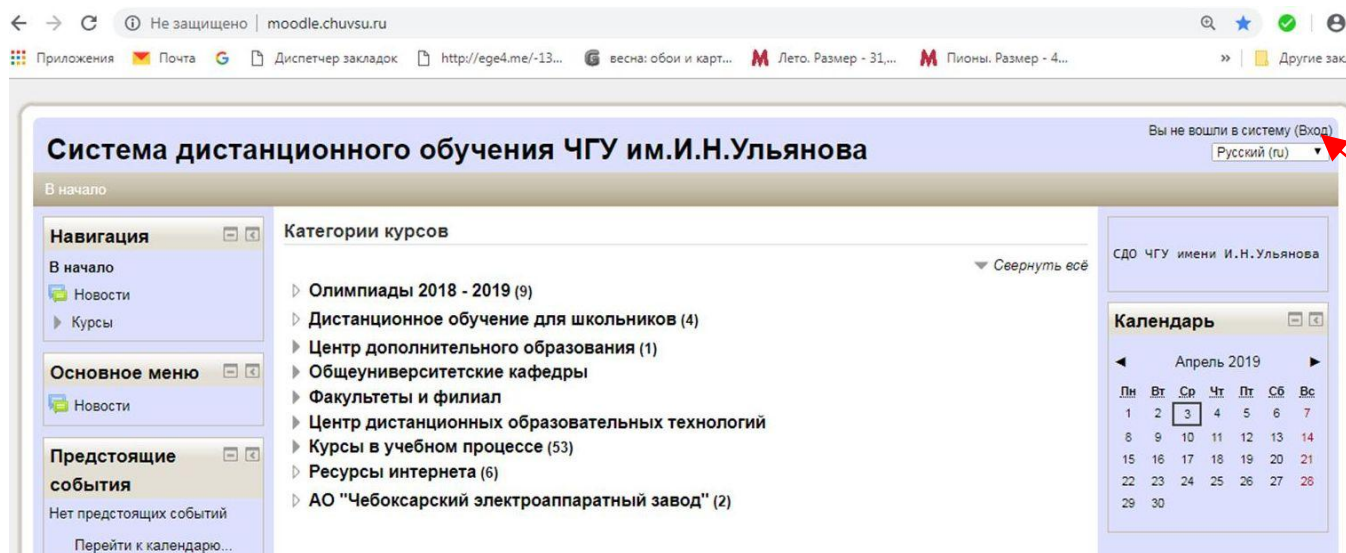 Не защищено | moodle.chuvsu.ru
Приложения Почта Диспетчер закладок http://ege4.me/-13... весна: обои и карт... Лето. Размер - 31,... Пионы. Размер - 4... » Другие зак
Вы не вошли в систему (Вход)
Система дистанционного обучения ЧГУ им.И.Н.Ульянова
Русский (ru)
В начало
Навигация
В начало
Новости
Курсы
Основное меню
Новости
Предстоящие
события
Нет предстоящих событий
Перейти к календарю...
Категории курсов
Свернуть всё
Олимпиады 2018 - 2019 (9)
Дистанционное обучение для школьников (4)
Центр дополнительного образования (1)
Общеуниверситетские кафедры
Факультеты и филиал
Центр дистанционных образовательных технологий
Курсы в учебном процессе (53)
Ресурсы интернета (6)
АО "Чебоксарский электроаппаратный завод" (2)
СДО ЧГУ имени И.Н.Ульянова
Календарь
Апрель 2019
Пн Вт Ср Чт Пт Сб Вс
1 2 3 4 5 6 7
8 9 10 11 12 13 14
15 16 17 18 19 20 21
22 23 24 25 26 27 28
29 30